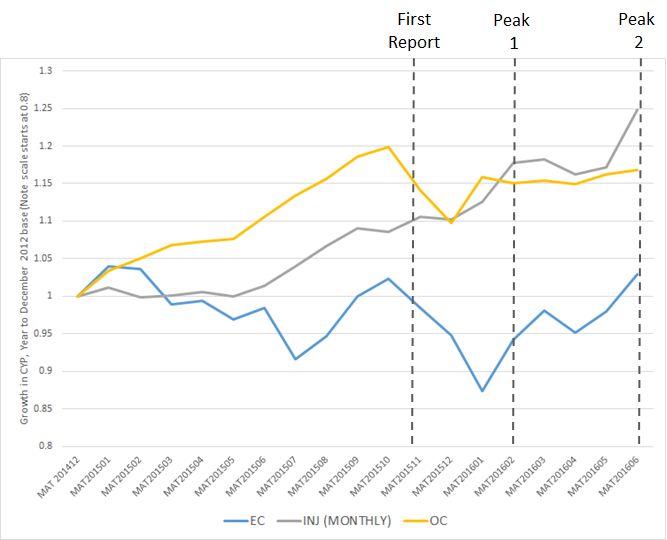 First Report
Peak 1
Peak 2
Growth in CYP, Year to December 2012 base (Note scale starts at 0.8)
1.3
1.25
1.2
1.15
1.1
1.05
1
0.95
0.9
0.85
0.8
MAT 201412
MAT201501
MAT201502
MAT201503
MAT201504
MAT201505
MAT201506
MAT201507
MAT201508
MAT201509
MAT201510
MAT201511
MAT201512
MAT201601
MAT201602
MAT201603
MAT201604
MAT201605
MAT201606
EC INJ (MONTHLY) OC